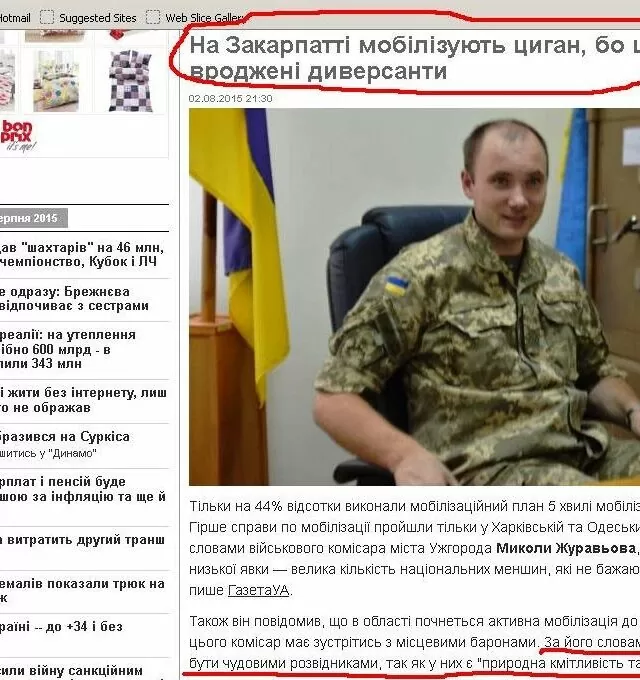 Hotmail Suggested Sites Web Slice Gallery
На Закарпатті мобілізують циган, бо
вроджені диверсанти
02.08.2015 21:30
bon
prix
it's me!
ерпня 2015
ав "шахтарів" на 46 млн,
чемпіонство, Кубок і ЛЧ
е одразу: Брежнєва
відпочиває з сестрами
реалії: на утеплення
ібно 600 млрд - в
лили 343 млн
і жити без інтернету, лиш
о не ображав
бразився на Суркіса
шитись у "Динамо"
рплат і пенсій буде
шою за інфляцію та ще й
а витратить другий транш
емалів показали трюк на
ж
раїні -- до +34 і без
сили війну санкційним
Тільки на 44% відсотки виконали мобілізаційний план 5 хвилі мобіліз
Гірше справи по мобілізації пройшли тільки у Харківській та Одеськи
словами військового комісара міста Ужгорода Миколи Журавьова,
низької явки — велика кількість національних меншин, які не бажаю
пише ГазетаUA.
Також він повідомив, що в області почнеться активна мобілізація до
цього комісар має зустрітись з місцевими баронами. За його словам
бути чудовими розвідниками, так як у них є "природна кмітливість та